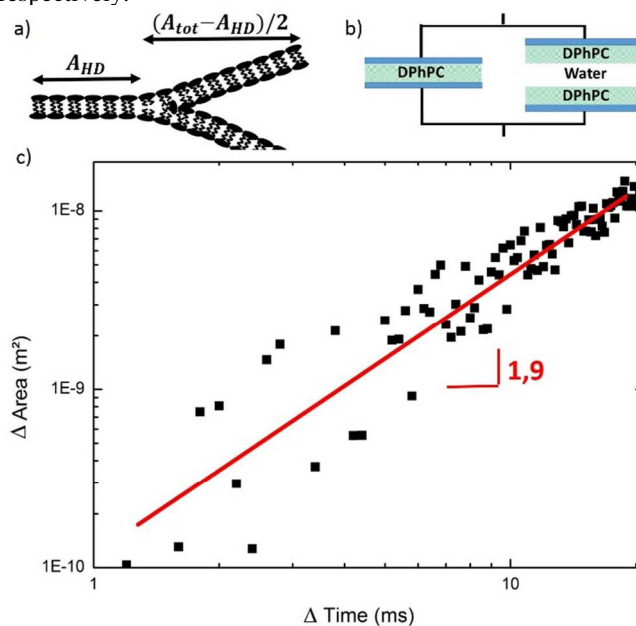 respectively.
a)
(A_tot−A_HD)/2
A_HD
b)
DPhPC
DPhPC
Water
DPhPC
c)
1E-8
1E-9
1E-10
Δ Area (m²)
1,9
1
10
Δ Time (ms)